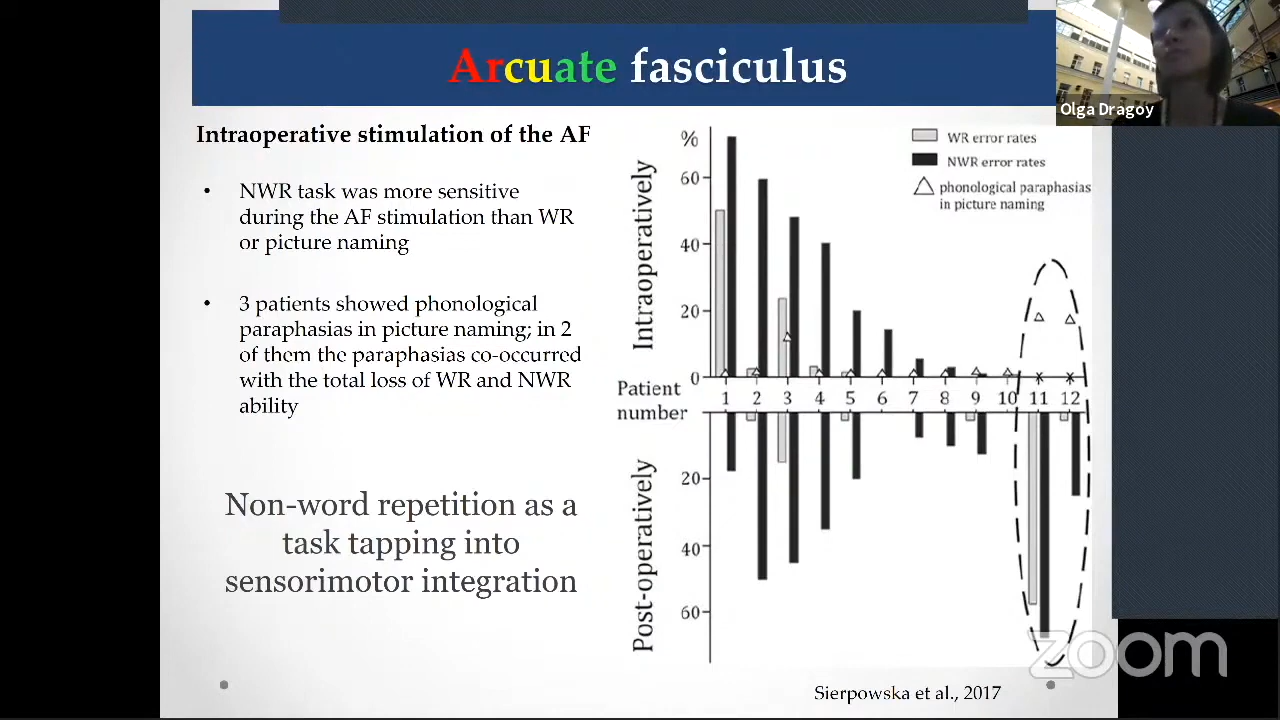 Arcuate fasciculus
Olga Dragoy
Intraoperative stimulation of the AF
• NWR task was more sensitive
during the AF stimulation than WR
or picture naming
• 3 patients showed phonological
paraphasias in picture naming; in 2
of them the paraphasias co-occurred
with the total loss of WR and NWR
ability
Non-word repetition as a
task tapping into
sensorimotor integration
%
60
40
20
0
Intraoperatively
WR error rates
NWR error rates
phonological paraphasias
in picture naming
Patient
number
1 2 3 4 5 6 7 8 9 10 11 12
20
40
60
Post-operatively
zoom
Sierpowska et al., 2017